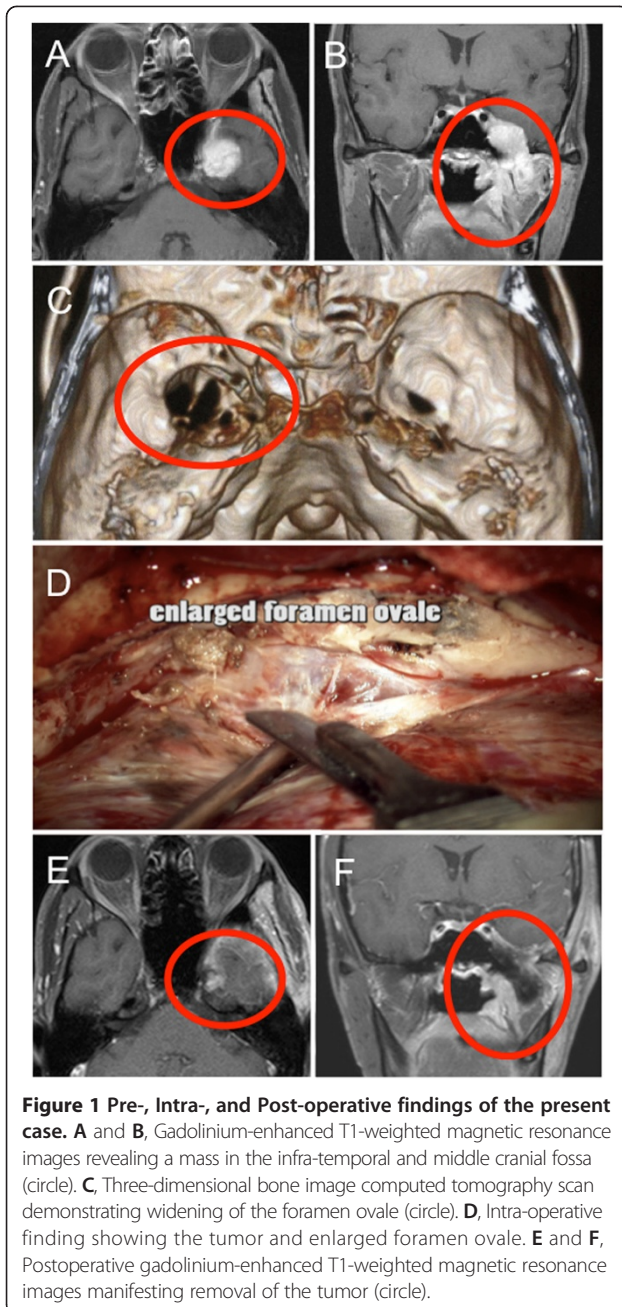 A
B
C
D
enlarged foramen ovale
E
F
Figure 1 Pre-, Intra-, and Post-operative findings of the present
case. A and B, Gadolinium-enhanced T1-weighted magnetic resonance
images revealing a mass in the infra-temporal and middle cranial fossa
(circle). C, Three-dimensional bone image computed tomography scan
demonstrating widening of the foramen ovale (circle). D, Intra-operative
finding showing the tumor and enlarged foramen ovale. E and F,
Postoperative gadolinium-enhanced T1-weighted magnetic resonance
images manifesting removal of the tumor (circle).